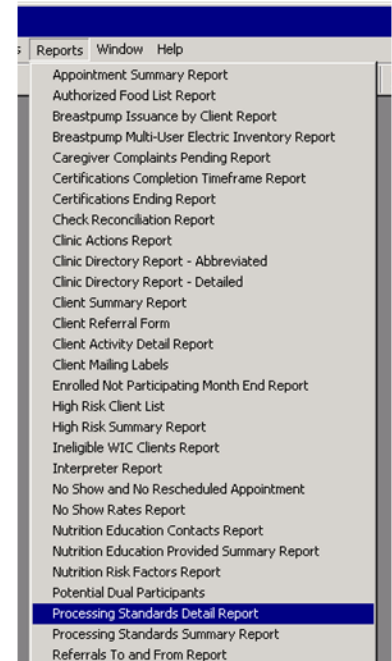 s Reports Window Help
Appointment Summary Report
Authorized Food List Report
Breastpump Issuance by Client Report
Breastpump Multi-User Electric Inventory Report
Caregiver Complaints Pending Report
Certifications Completion Timeframe Report
Certifications Ending Report
Check Reconciliation Report
Clinic Actions Report
Clinic Directory Report - Abbreviated
Clinic Directory Report - Detailed
Client Summary Report
Client Referral Form
Client Activity Detail Report
Client Mailing Labels
Enrolled Not Participating Month End Report
High Risk Client List
High Risk Summary Report
Ineligible WIC Clients Report
Interpreter Report
No Show and No Rescheduled Appointment
No Show Rates Report
Nutrition Education Contacts Report
Nutrition Education Provided Summary Report
Nutrition Risk Factors Report
Potential Dual Participants
Processing Standards Detail Report
Processing Standards Summary Report
Referrals To and From Report